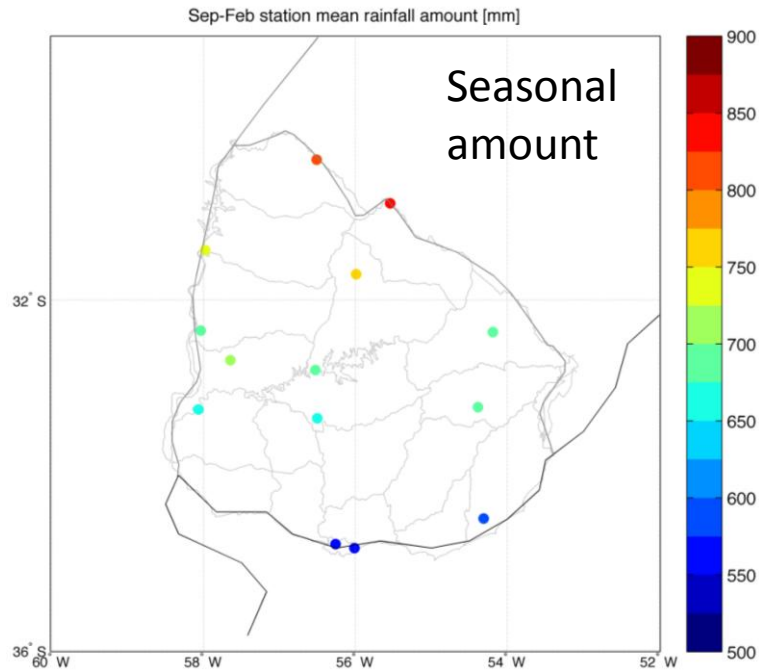 Sep-Feb station mean rainfall amount [mm]
Seasonal
amount
900
850
800
750
700
650
600
550
500
32° S
36° S
60° W
58° W
56° W
54° W
52° W